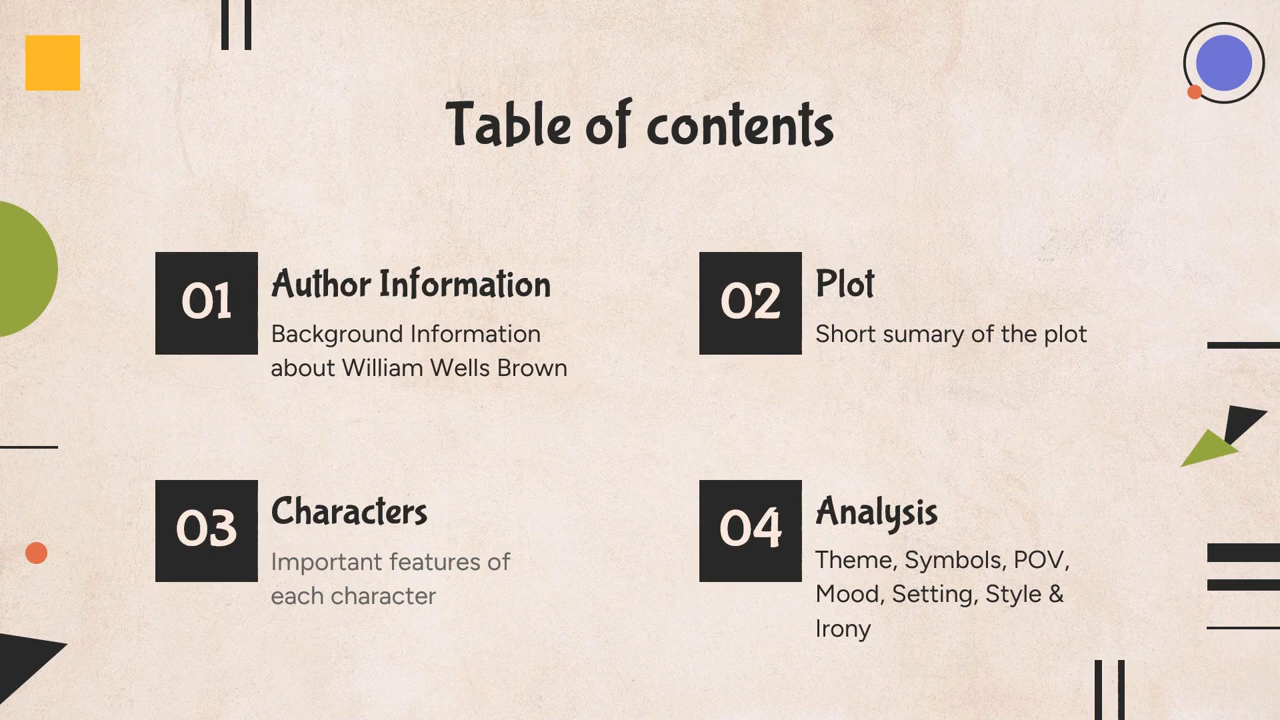 Table of contents
01
Author Information
Background Information
about William Wells Brown
02
Plot
Short sumary of the plot
03
Characters
Important features of
each character
04
Analysis
Theme, Symbols, POV,
Mood, Setting, Style &
Irony